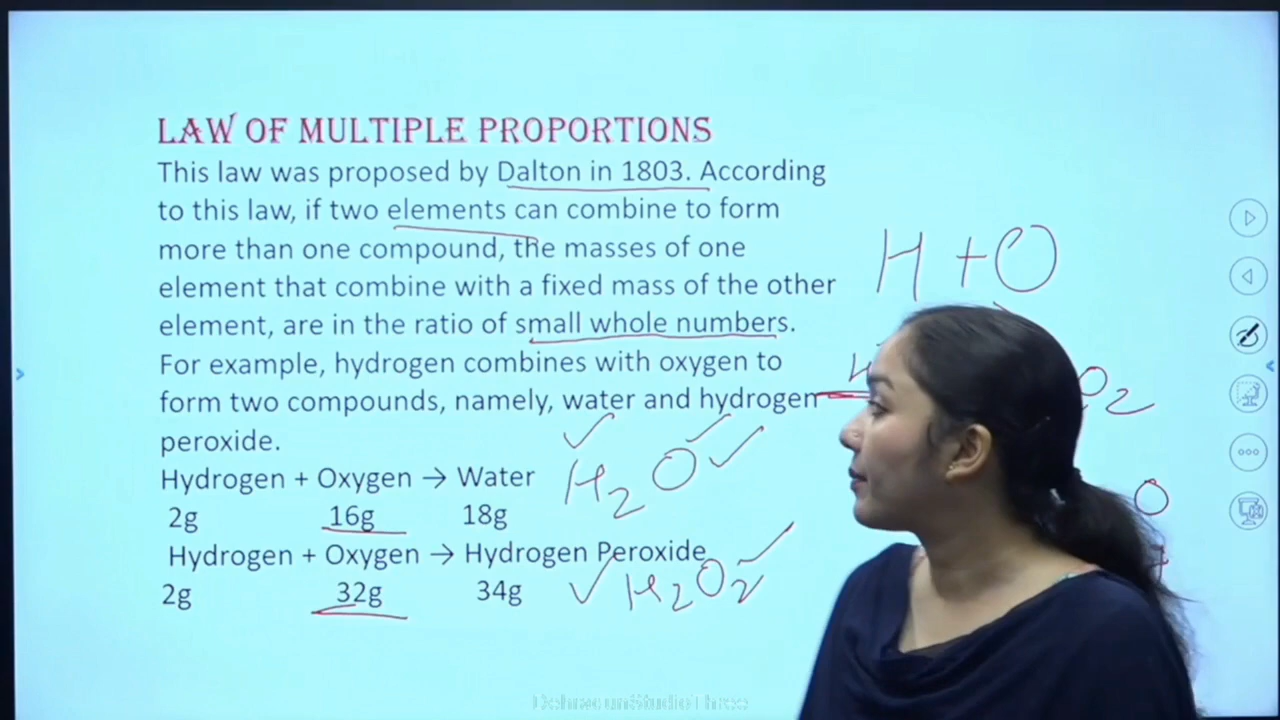 LAW OF MULTIPLE PROPORTIONS
This law was proposed by Dalton in 1803. According
to this law, if two elements can combine to form
more than one compound, the masses of one
element that combine with a fixed mass of the other
element, are in the ratio of small whole numbers.
For example, hydrogen combines with oxygen to
form two compounds, namely, water and hydrogen
peroxide.
Hydrogen + Oxygen → Water
2g 16g 18g
Hydrogen + Oxygen → Hydrogen Peroxide
2g 32g 34g
H + O
O2
H2O
O
H2O2